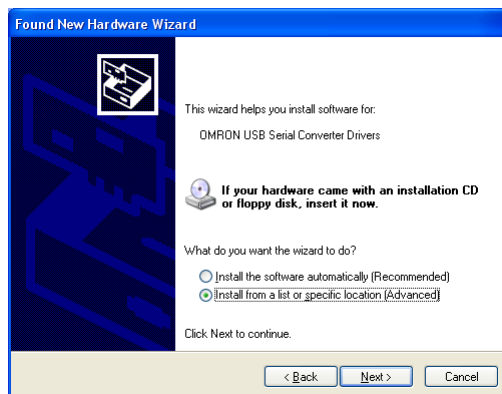 Found New Hardware Wizard
This wizard helps you install software for:
OMRON USB Serial Converter Drivers
If your hardware came with an installation CD
or floppy disk, insert it now.
What do you want the wizard to do?
Install the software automatically (Recommended)
Install from a list or specific location (Advanced)
Click Next to continue.
< Back
Next >
Cancel